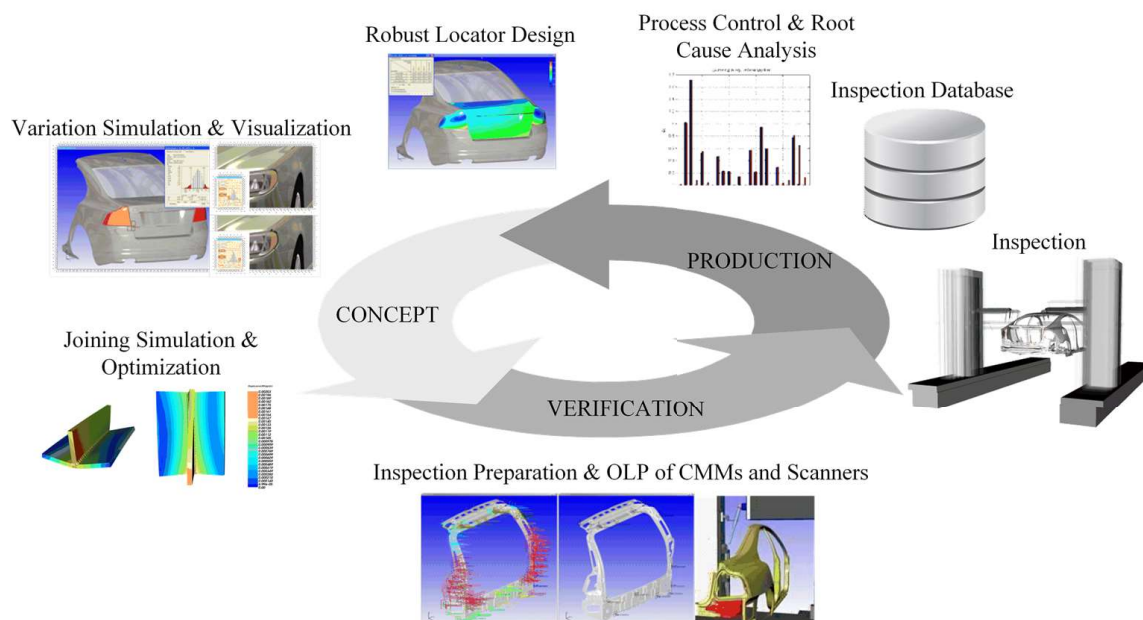 Robust Locator Design
Process Control & Root
Cause Analysis
Inspection Database
Variation Simulation & Visualization
Inspection
PRODUCTION
CONCEPT
Joining Simulation &
Optimization
VERIFICATION
Inspection Preparation & OLP of CMMs and Scanners